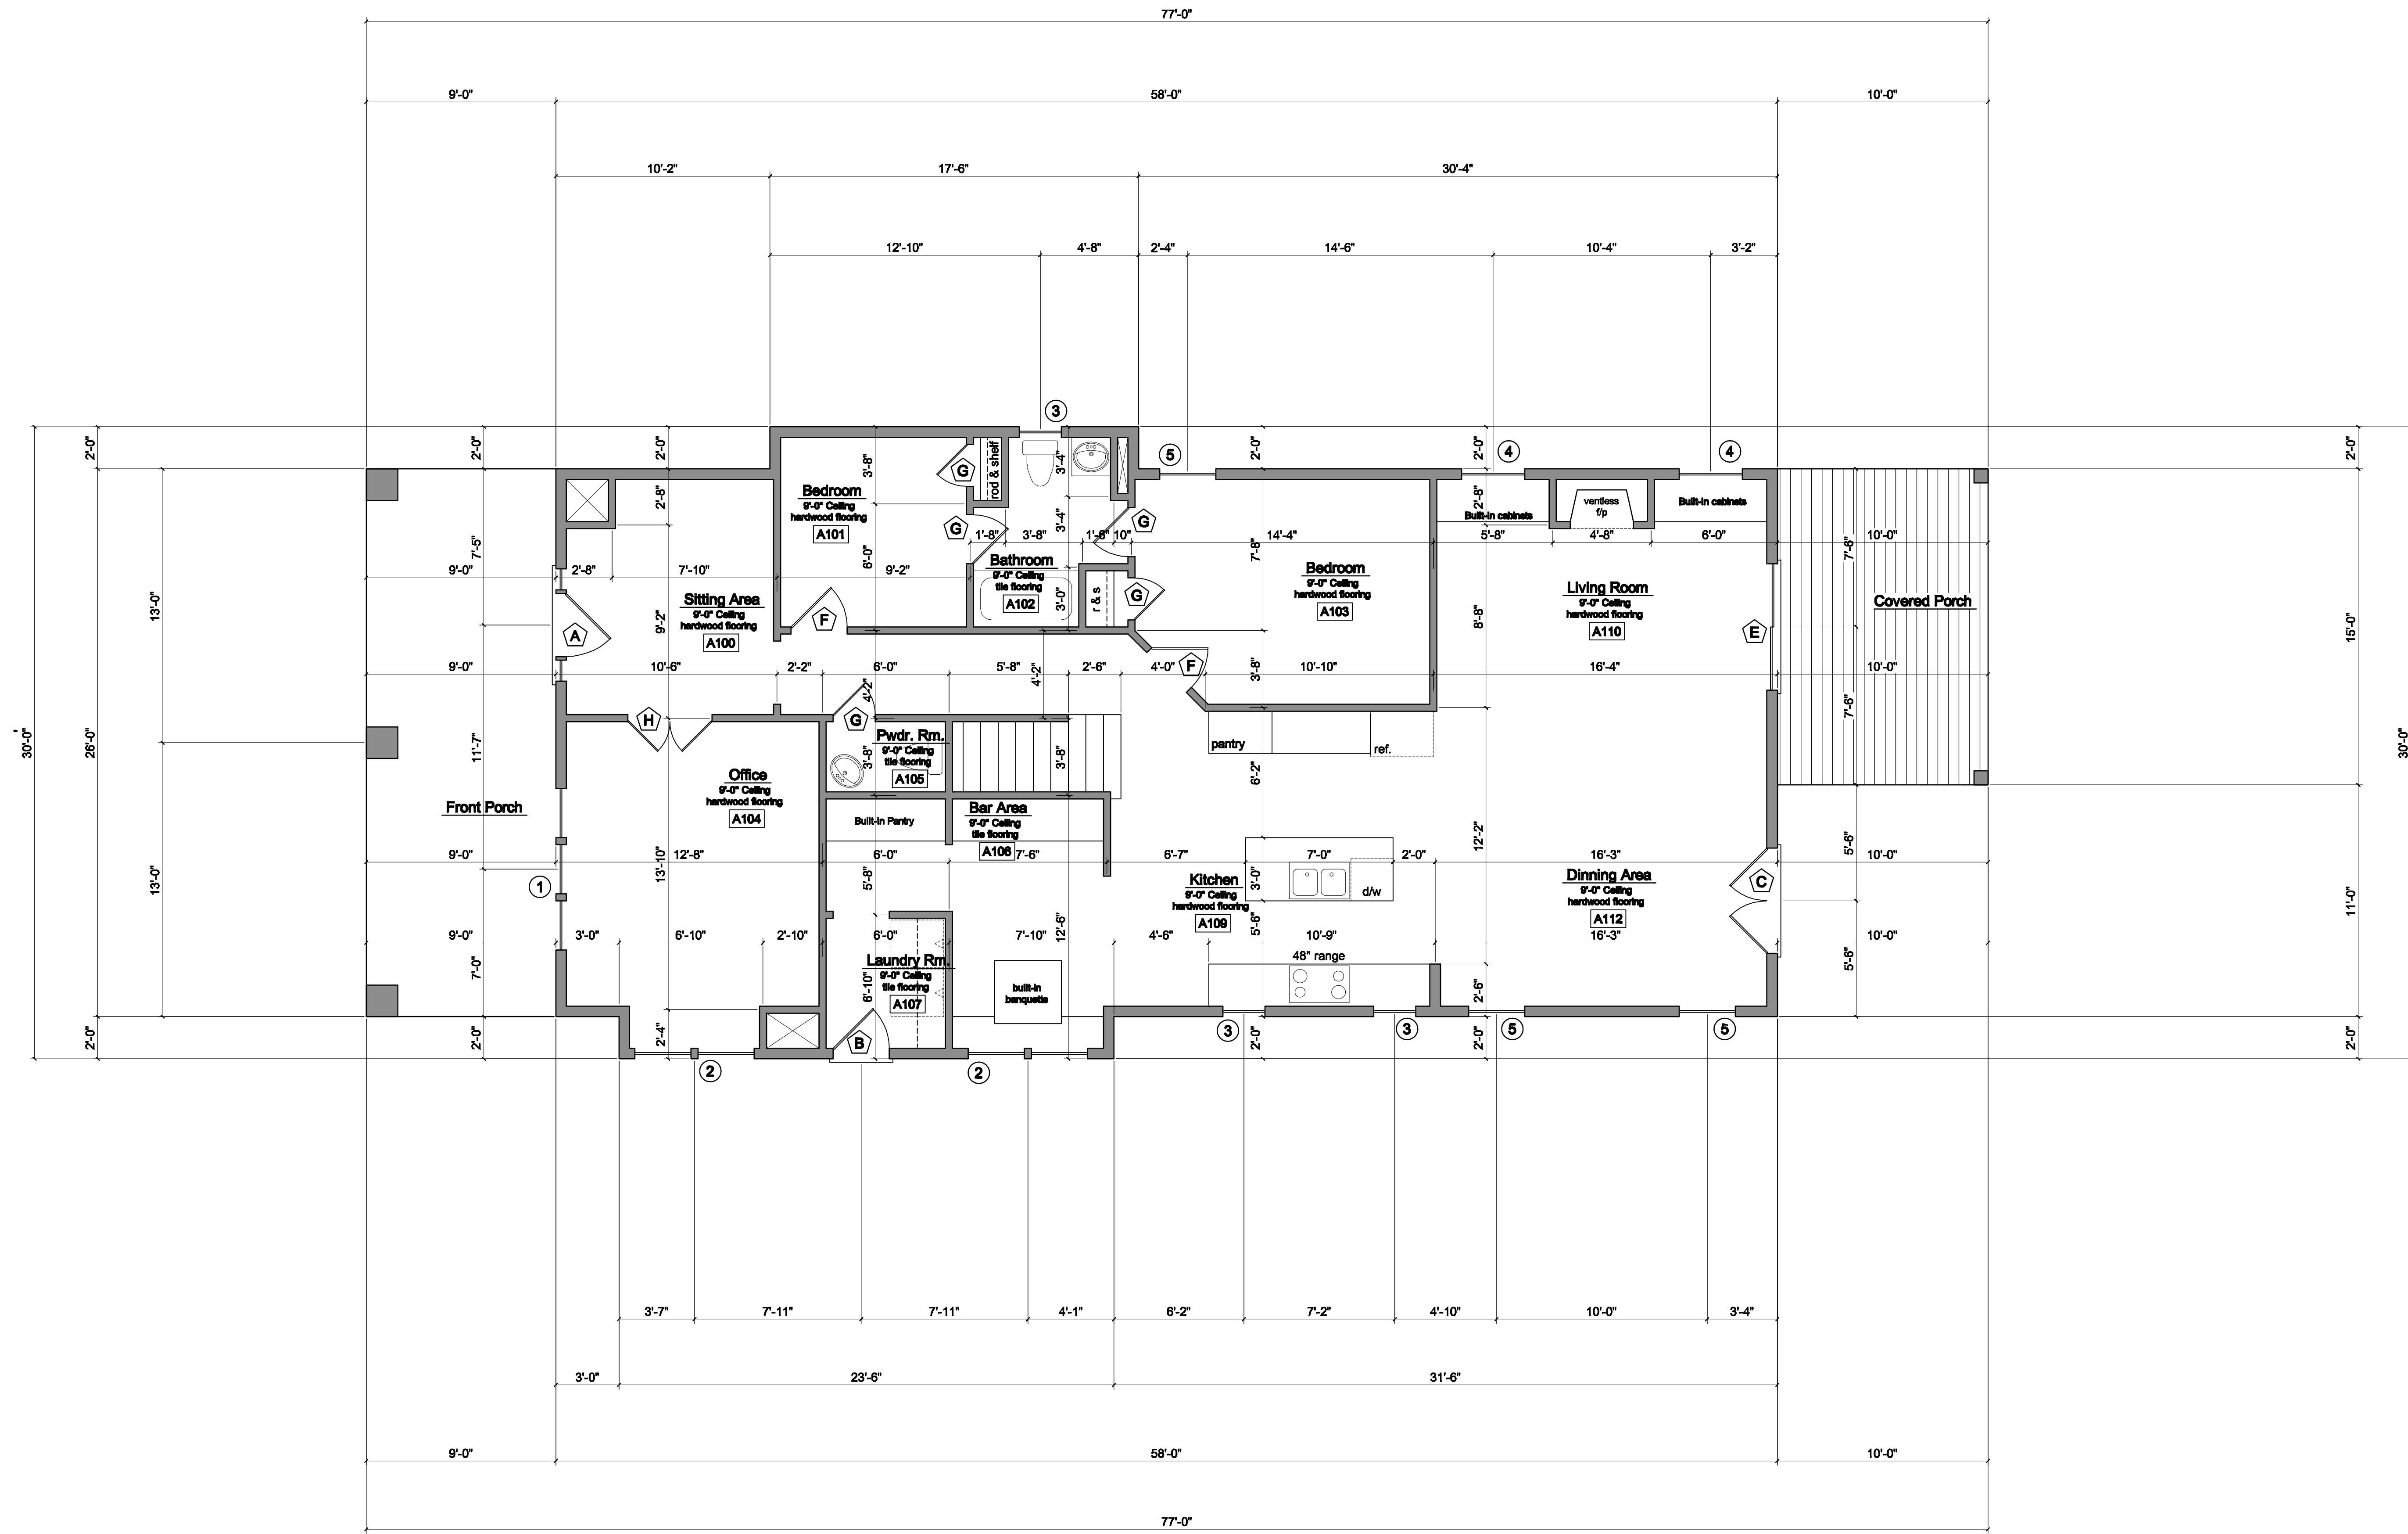 77'-0"
9'-0" 58'-0" 10'-0"
10'-2" 17'-6" 30'-4"
12'-10" 4'-8" 2'-4" 14'-6" 10'-4" 3'-2"
3
2'-0" 2'-0" 2'-0" 2'-0" 2'-0" 2'-0"
5 4 4
3'-8" G rod & shelf 3'-4"
Bedroom
9'-0" Ceiling
hardwood flooring
A101
2'-8" 2'-8"
Built-in cabinets
ventless
f/p
Built-in cabinets
G 3'-4" G
1'-8" 3'-8" 1'-6" 10" 14'-4" 5'-8" 4'-8" 6'-0" 10'-0"
7'-5" 6'-0" 7'-8" 7'-6"
Bathroom
9'-0" Ceiling
tile flooring
A102
9'-0" 2'-8" 7'-10" 9'-2"
3'-0" r & s G
Bedroom
9'-0" Ceiling
hardwood flooring
A103
Living Room
9'-0" Ceiling
hardwood flooring
A110
Covered Porch
Sitting Area
9'-0" Ceiling
hardwood flooring
A100
13'-0" 9'-2" 8'-8" 15'-0"
A F E
9'-0" 10'-6" 2'-2" 6'-0" 5'-8" 2'-6" 4'-0" F 10'-10" 16'-4" 10'-0"
4'-2" 4'-2" 3'-8" 7'-6"
H G
30'-0" 26'-0" 11'-7" 30'-0"
Pwdr. Rm.
9'-0" Ceiling
tile flooring
A105
3'-8" 3'-8"
pantry ref.
6'-2"
Office
9'-0" Ceiling
hardwood flooring
A104
Front Porch
Built-in Pantry
Bar Area
9'-0" Ceiling
tile flooring
A106
12'-2" 5'-6"
9'-0" 12'-8" 6'-0" 7'-6" 6'-7" 7'-0" 2'-0" 16'-3" 10'-0"
13'-0" 13'-10" 5'-8" 3'-0" 11'-0"
1
Kitchen
9'-0" Ceiling
hardwood flooring
A109
d/w
Dinning Area
9'-0" Ceiling
hardwood flooring
A112
C
12'-6" 5'-6" 5'-6"
9'-0" 3'-0" 6'-10" 2'-10" 6'-0" 7'-10" 4'-6" 10'-9" 16'-3" 10'-0"
48" range
7'-0"
Laundry Rm.
9'-0" Ceiling
tile flooring
A107
6'-10"
built-in
banquette
2'-6"
2'-0" 2'-0" 2'-4" B 3 2'-0" 3 2'-0" 5 5 2'-0"
2 2
3'-7" 7'-11" 7'-11" 4'-1" 6'-2" 7'-2" 4'-10" 10'-0" 3'-4"
3'-0" 23'-6" 31'-6"
9'-0" 58'-0" 10'-0"
77'-0"